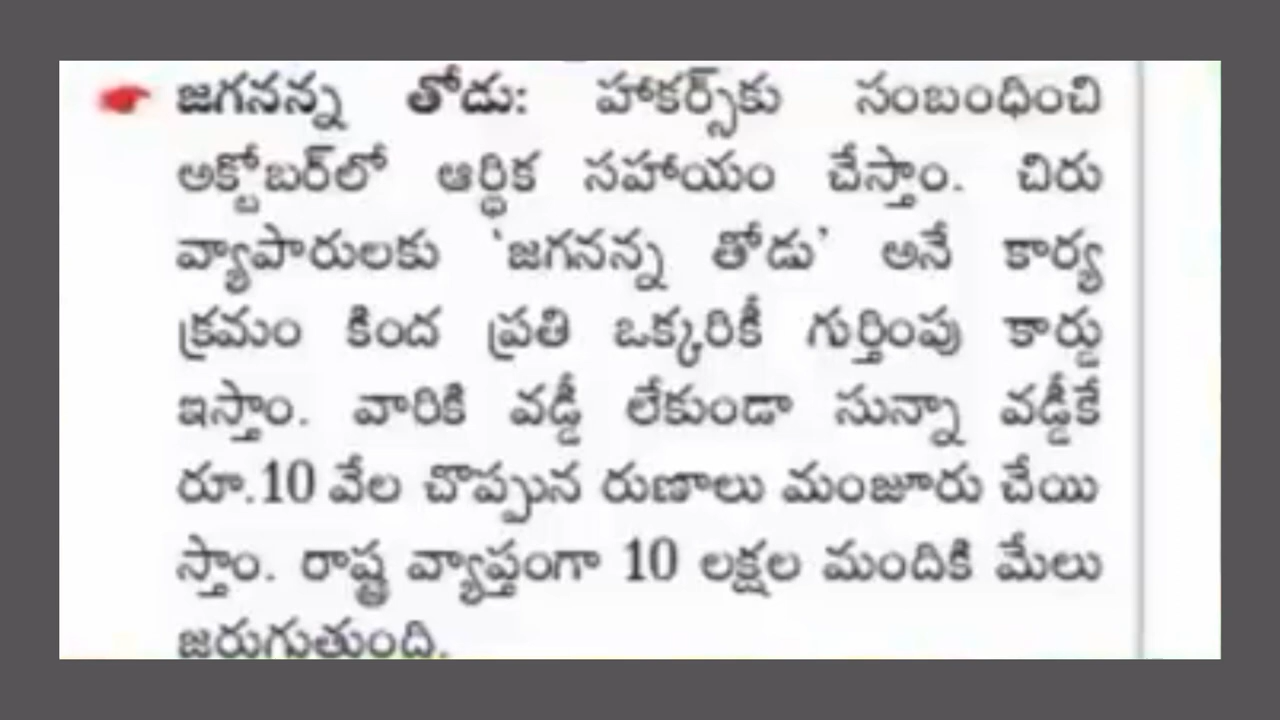 జగనన్న తోడు: హాకర్స్‌కు సంబంధించి
అక్టోబర్‌లో ఆర్ధిక సహాయం చేస్తాం. చిరు
వ్యాపారులకు 'జగనన్న తోడు' అనే కార్య
క్రమం కింద ప్రతి ఒక్కరికీ గుర్తింపు కార్డు
ఇస్తాం. వారికి వడ్డీ లేకుండా సున్నా వడ్డీకే
రూ.10 వేల చొప్పున రుణాలు మంజూరు చేయి
స్తాం. రాష్ట్ర వ్యాప్తంగా 10 లక్షల మందికి మేలు
జరుగుతుంది.